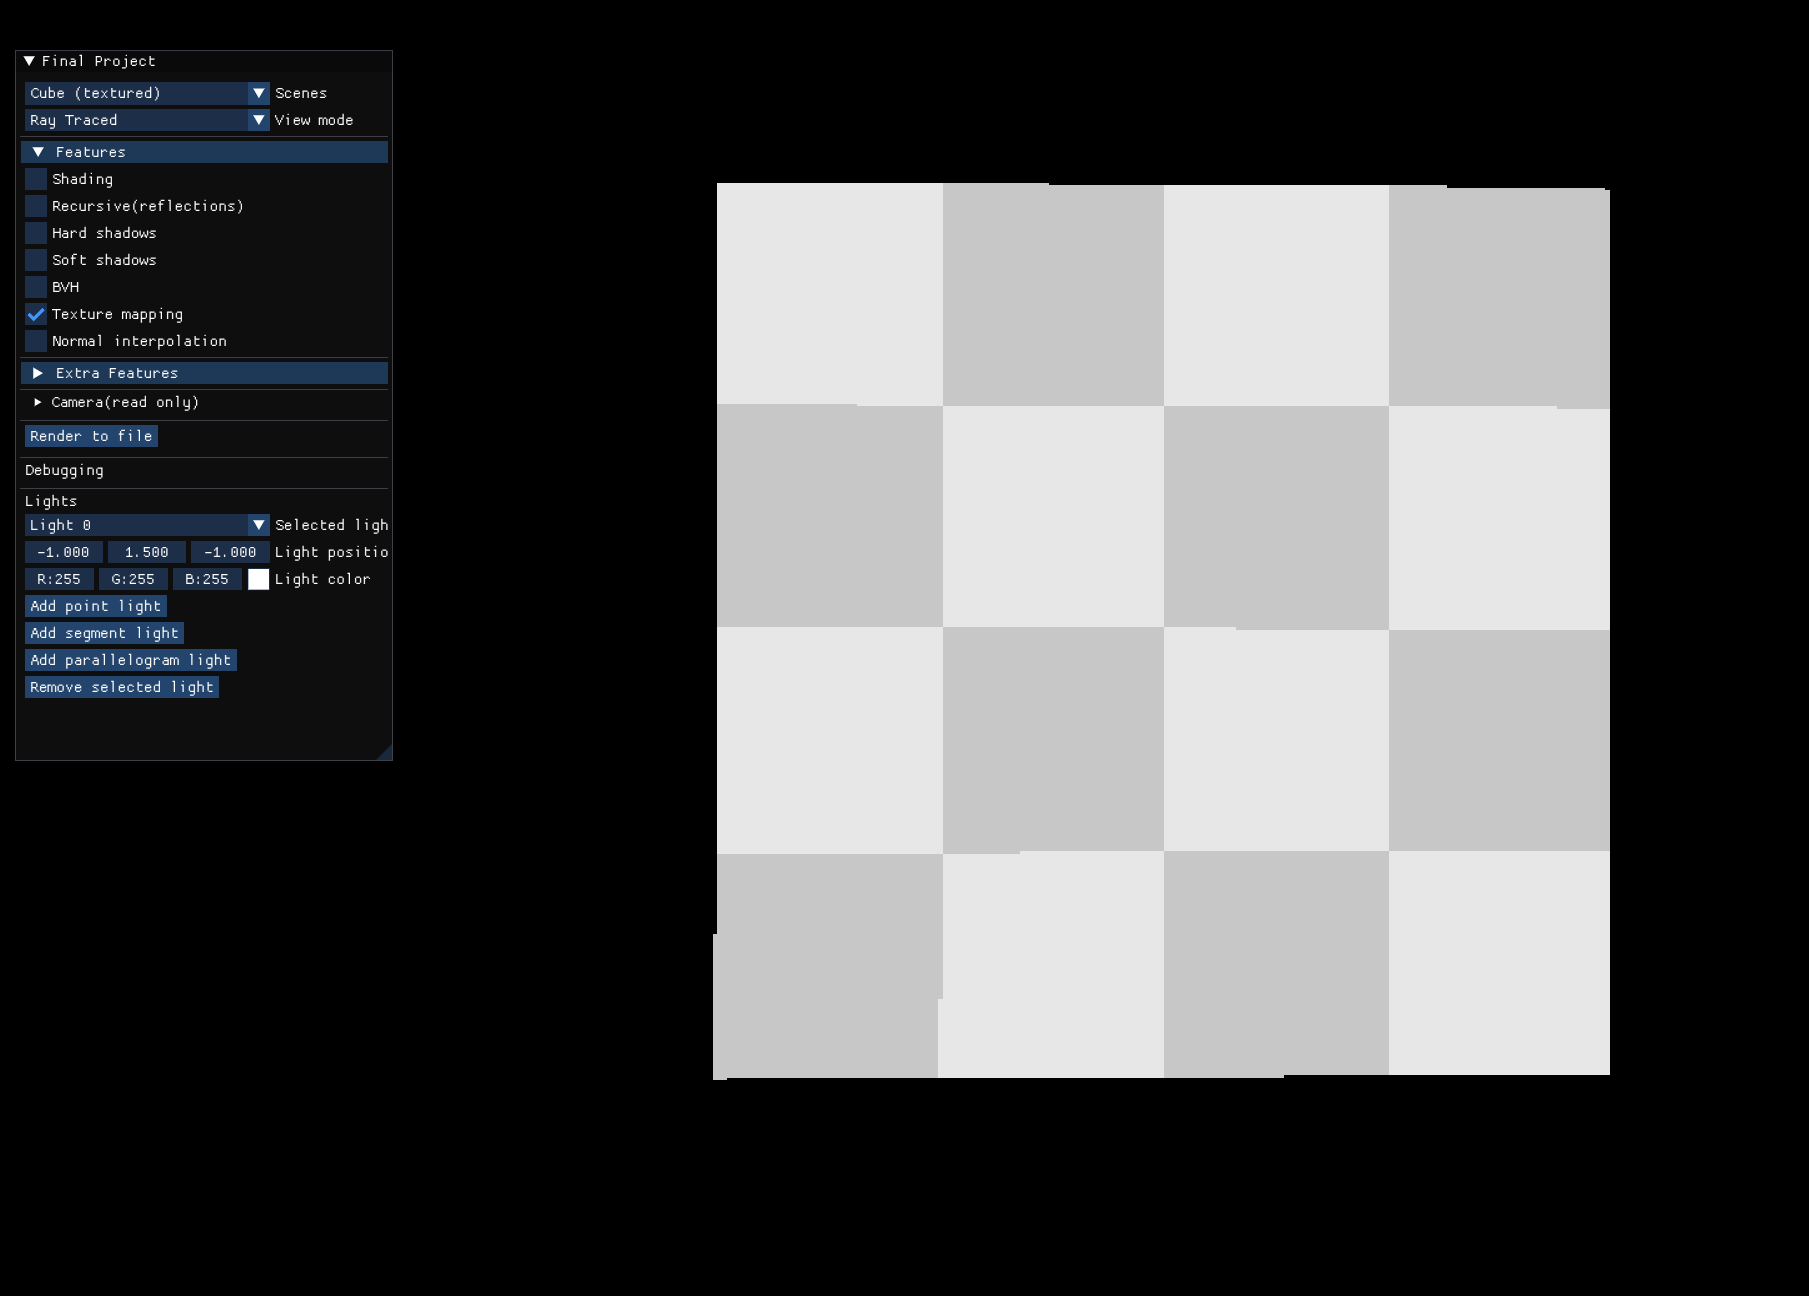 Final Project
Cube (textured) Scenes
Ray Traced View mode
Features
Shading
Recursive(reflections)
Hard shadows
Soft shadows
BVH
Texture mapping
Normal interpolation
Extra Features
Camera(read only)
Render to file
Debugging
Lights
Light 0 Selected ligh
-1.000 1.500 -1.000 Light positio
R:255 G:255 B:255 Light color
Add point light
Add segment light
Add parallelogram light
Remove selected light